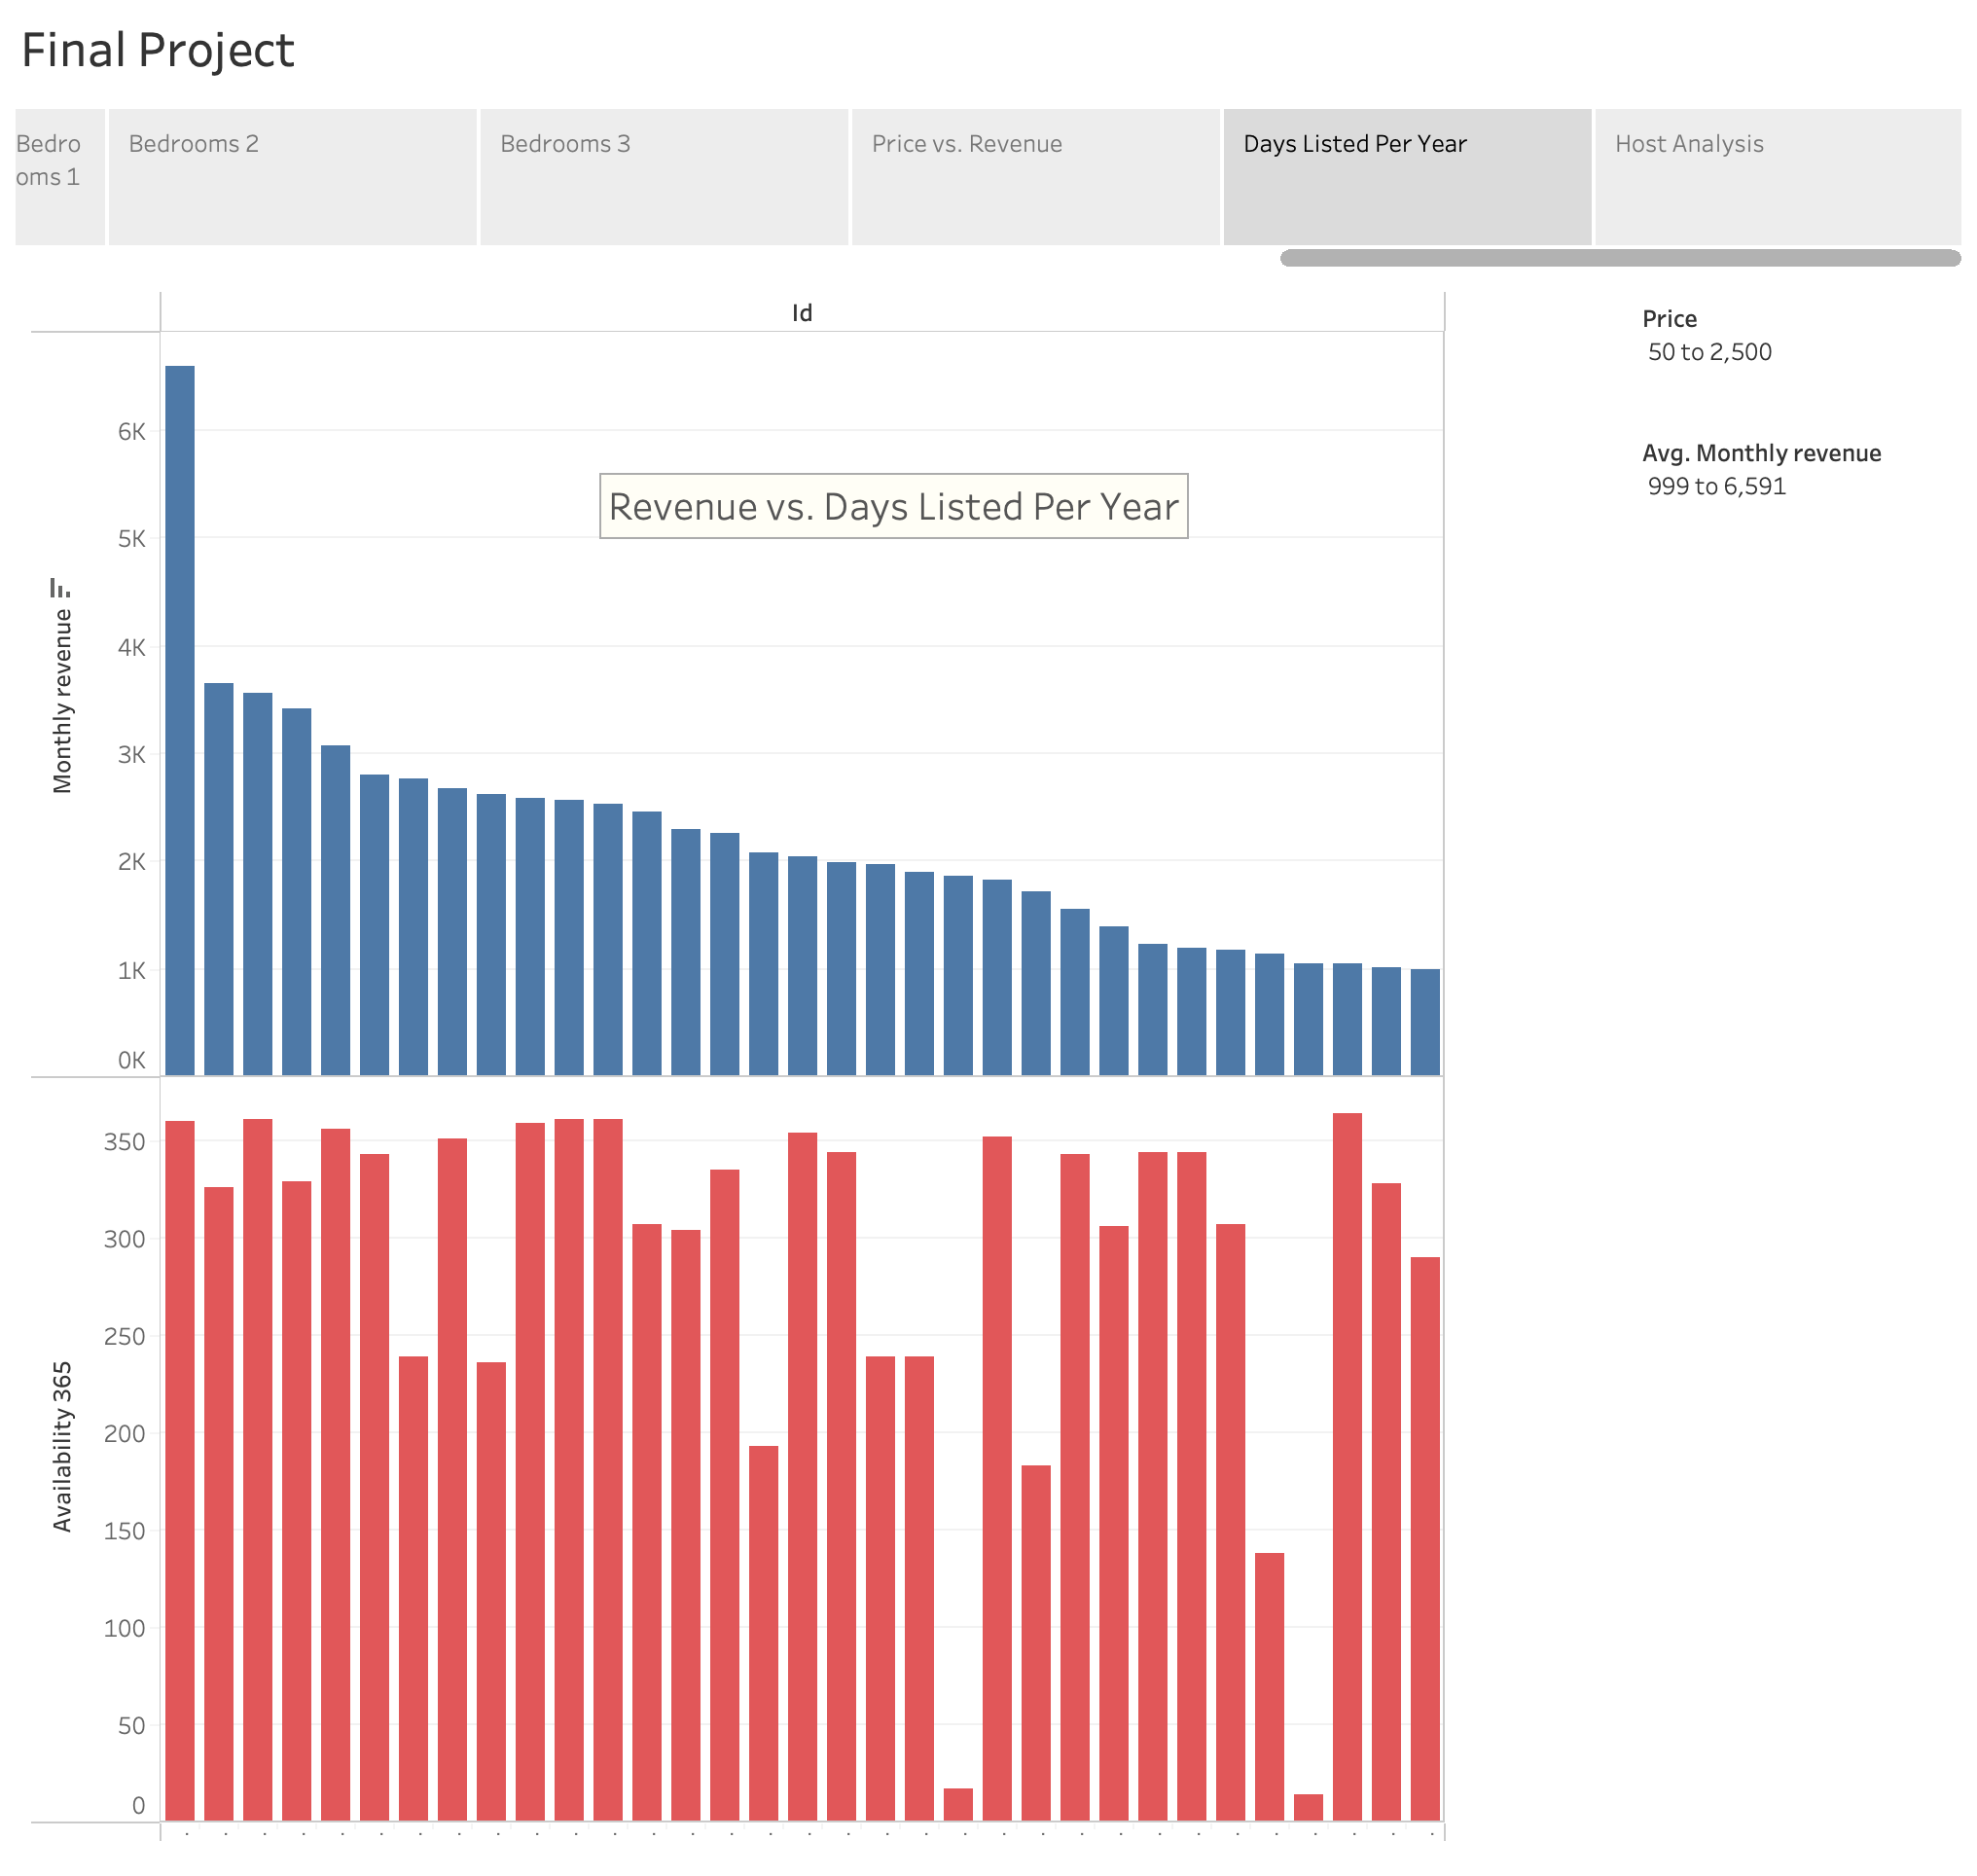 Final Project
Bedro
oms 1
Bedrooms 2
Bedrooms 3
Price vs. Revenue
Days Listed Per Year
Host Analysis
Id
Price
50 to 2,500
Avg. Monthly revenue
999 to 6,591
Revenue vs. Days Listed Per Year
Monthly revenue
6K
5K
4K
3K
2K
1K
0K
Availability 365
350
300
250
200
150
100
50
0